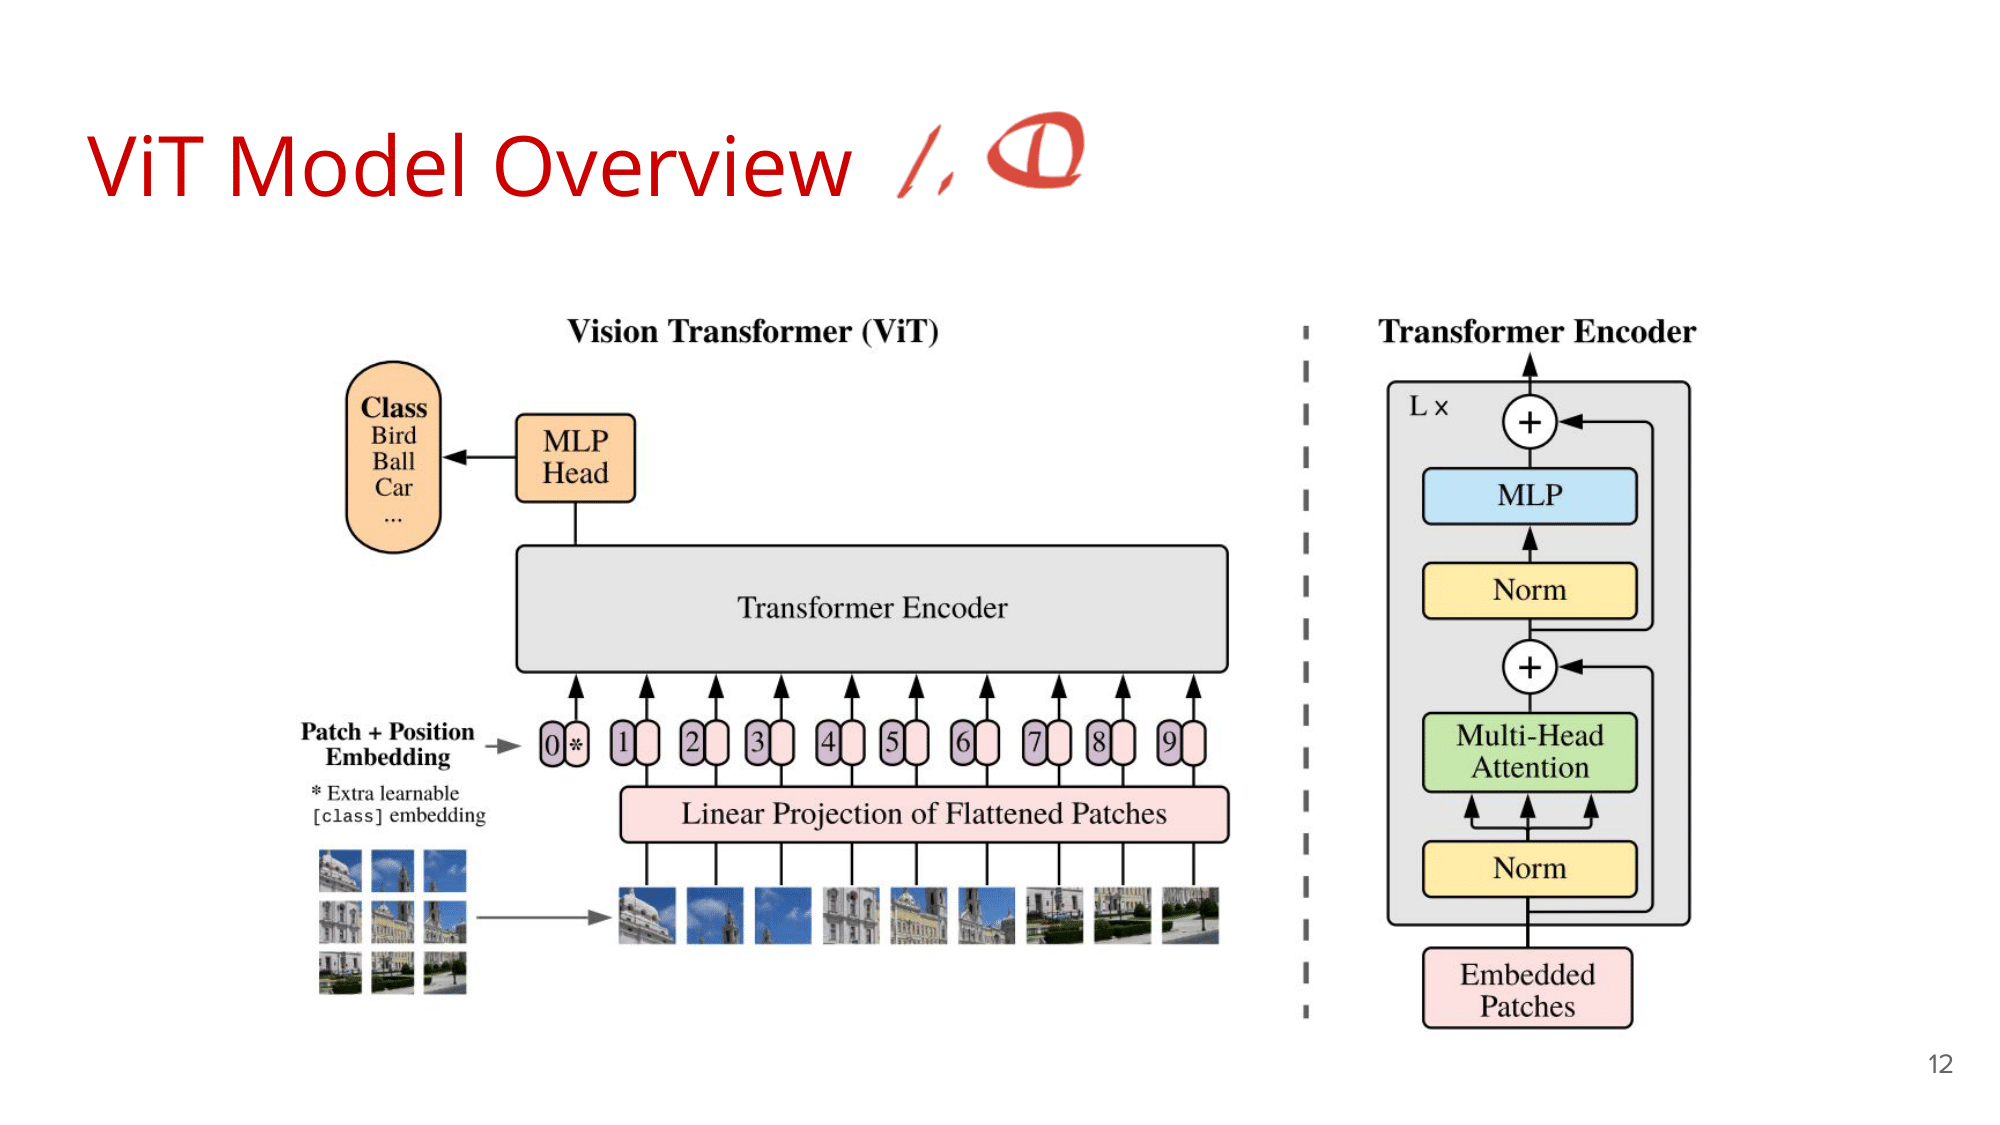 ViT Model Overview
Vision Transformer (ViT)
Class
Bird
Ball
Car
...
MLP
Head
Transformer Encoder
Patch + Position
Embedding
* Extra learnable
[class] embedding
0 * 1 2 3 4 5 6 7 8 9
Linear Projection of Flattened Patches
Transformer Encoder
L x
+
MLP
Norm
+
Multi-Head
Attention
Norm
Embedded
Patches
12